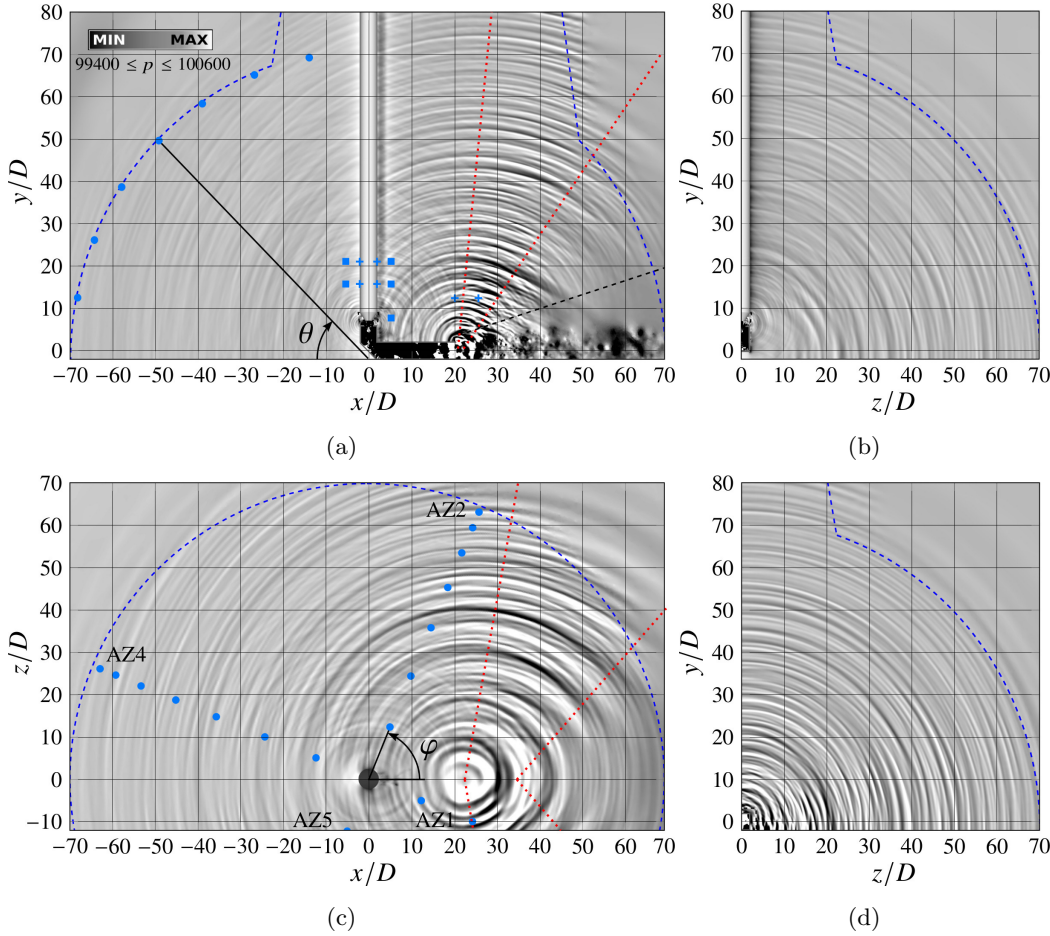 MIN MAX
99400 ≤ p ≤ 100600
y/D
80
70
60
50
40
30
20
10
0
θ
−70 −60 −50 −40 −30 −20 −10 0 10 20 30 40 50 60 70
x/D
(a)
y/D
80
70
60
50
40
30
20
10
0
0 10 20 30 40 50 60 70
z/D
(b)
z/D
70
60
50
40
30
20
10
0
−10
AZ2
AZ4
φ
AZ5 AZ1
−70 −60 −50 −40 −30 −20 −10 0 10 20 30 40 50 60 70
x/D
(c)
y/D
80
70
60
50
40
30
20
10
0
0 10 20 30 40 50 60 70
z/D
(d)